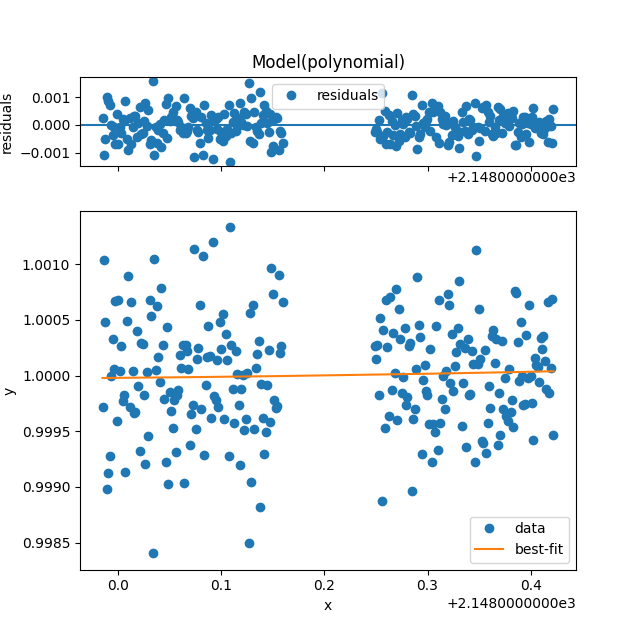 Model(polynomial)
residuals
0.001
0.000
−0.001
residuals
+2.1480000000e3
y
1.0010
1.0005
1.0000
0.9995
0.9990
0.9985
data
best-fit
0.0 0.1 0.2 0.3 0.4
x
+2.1480000000e3